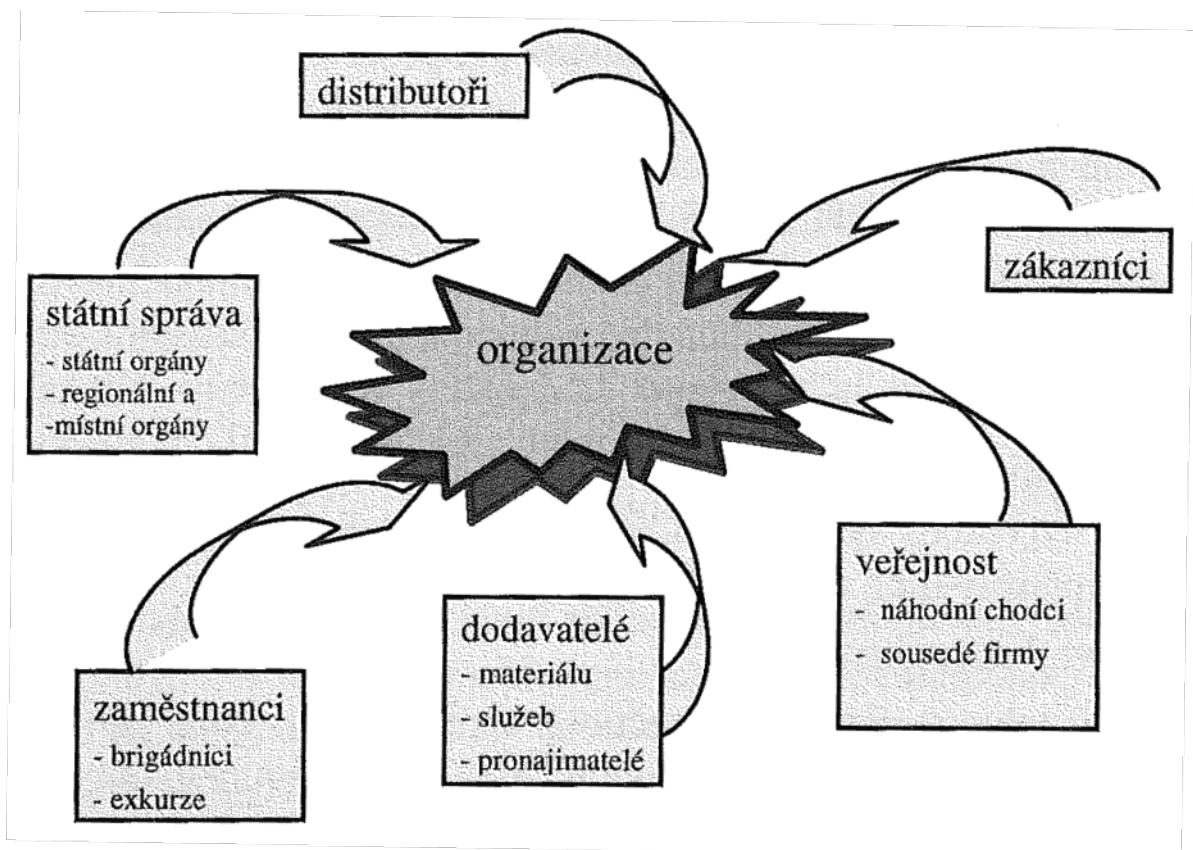 distributoři
zákazníci
státní správa
- státní orgány
- regionální a
-místní orgány
organizace
veřejnost
- náhodní chodci
- sousedé firmy
dodavatelé
- materiálu
- služeb
- pronajimatelé
zaměstnanci
- brigádníci
- exkurze